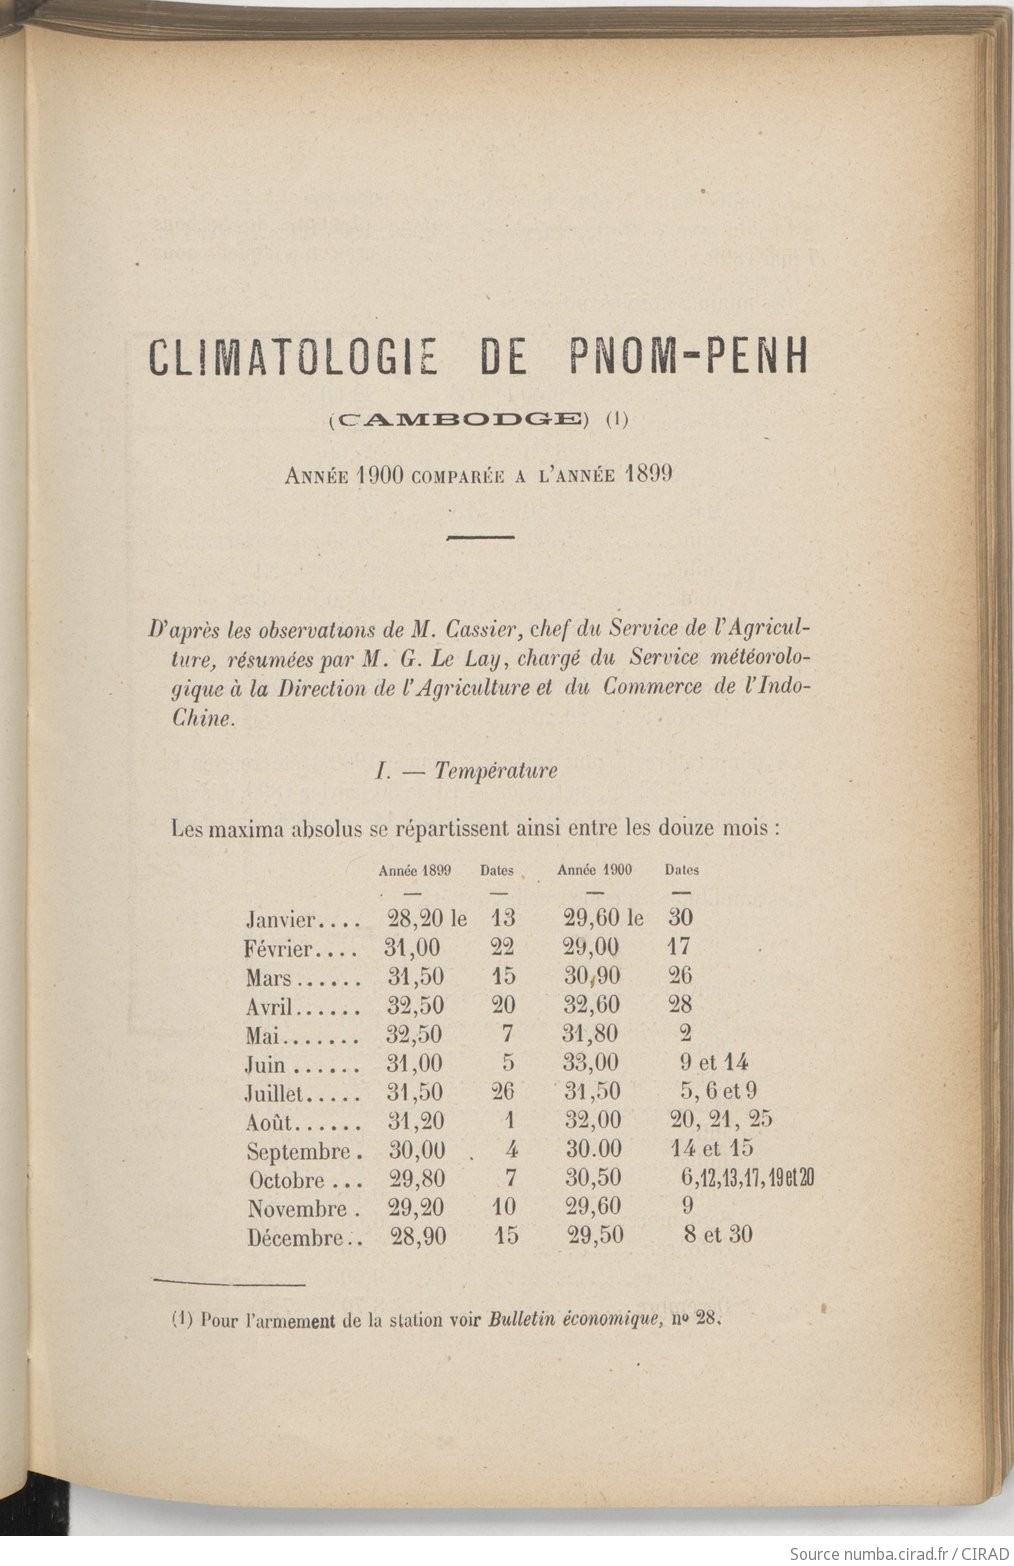 CLIMATOLOGIE DE PNOM-PENH
(CAMBODGE) (1)
ANNÉE 1900 COMPARÉE A L'ANNÉE 1899
D'après les observations de M. Cassier, chef du Service de l'Agricul-
ture, résumées par M. G. Le Lay, chargé du Service météorolo-
gique à la Direction de l'Agriculture et du Commerce de l'Indo-
Chine.
I. — Température
Les maxima absolus se répartissent ainsi entre les douze mois :
Année 1899 Dates Année 1900 Dates
Janvier.... 28,20 le 13 29,60 le 30
Février.... 31,00 22 29,00 17
Mars...... 31,50 15 30,90 26
Avril...... 32,50 20 32,60 28
Mai....... 32,50 7 31,80 2
Juin ...... 31,00 5 33,00 9 et 14
Juillet..... 31,50 26 31,50 5, 6 et 9
Août...... 31,20 1 32,00 20, 21, 25
Septembre . 30,00 4 30.00 14 et 15
Octobre ... 29,80 7 30,50 6,12,13,17,19 et 20
Novembre . 29,20 10 29,60 9
Décembre.. 28,90 15 29,50 8 et 30
(1) Pour l'armement de la station voir Bulletin économique, nº 28.
Source numba.cirad.fr / CIRAD